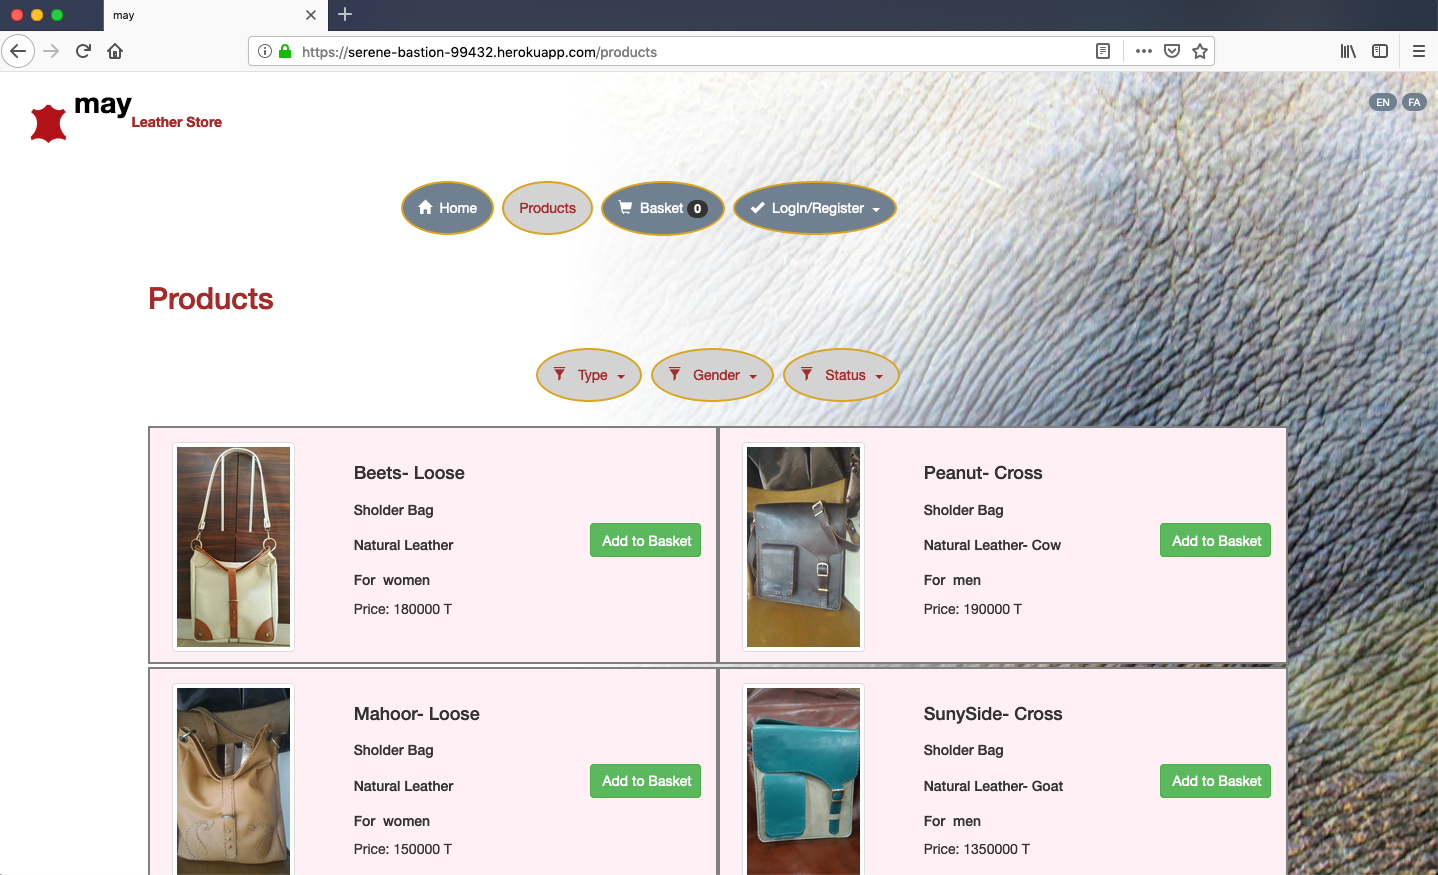 may
https://serene-bastion-99432.herokuapp.com/products
may
Leather Store
EN FA
Home Products Basket 0 LogIn/Register
Products
Type Gender Status
Beets- Loose
Sholder Bag
Natural Leather
For women
Price: 180000 T
Add to Basket
Peanut- Cross
Sholder Bag
Natural Leather- Cow
For men
Price: 190000 T
Add to Basket
Mahoor- Loose
Sholder Bag
Natural Leather
For women
Price: 150000 T
Add to Basket
SunySide- Cross
Sholder Bag
Natural Leather- Goat
For men
Price: 1350000 T
Add to Basket